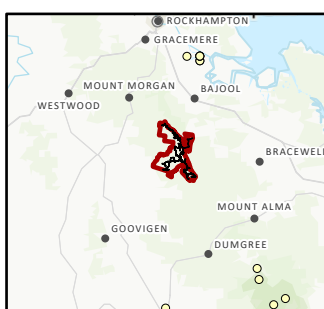 ROCKHAMPTON
GRACEMERE
MOUNT MORGAN
BAJOOL
WESTWOOD
BRACEWELL
MOUNT ALMA
GOOVIGEN
DUMGREE